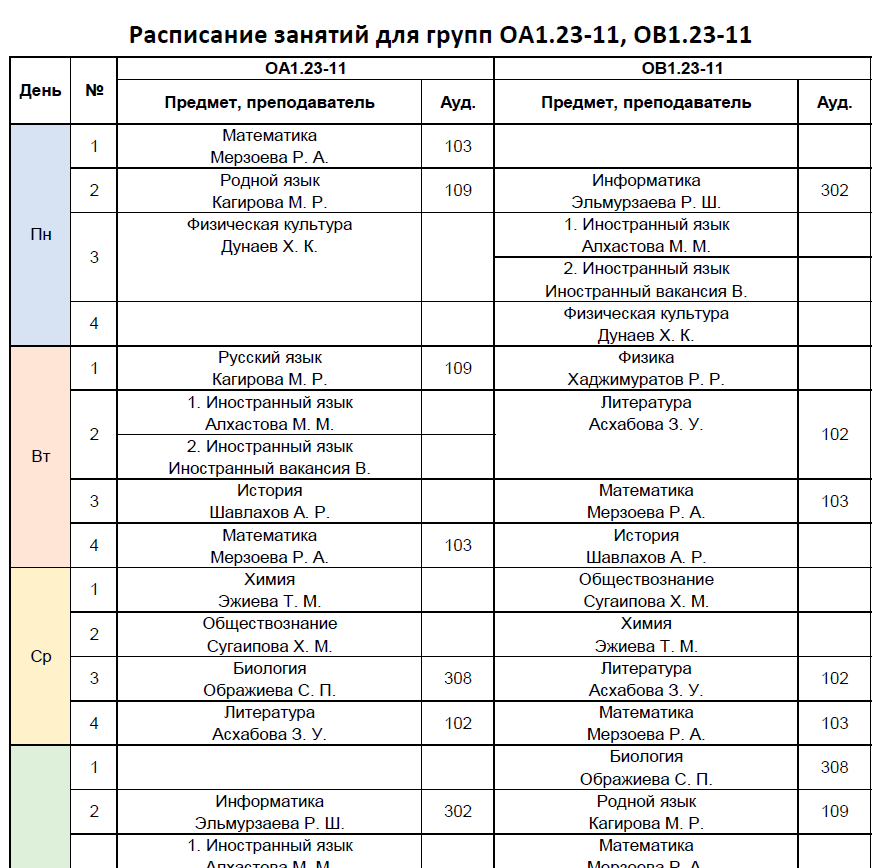 Расписание занятий для групп ОА1.23-11, ОВ1.23-11
День № ОА1.23-11 ОВ1.23-11
Предмет, преподаватель Ауд. Предмет, преподаватель Ауд.
Пн
1 Математика 103
Мерзоева Р. А.
2 Родной язык 109 Информатика 302
Кагирова М. Р. Эльмурзаева Р. Ш.
3 Физическая культура 1. Иностранный язык
Дунаев Х. К. Алхастова М. М.
2. Иностранный язык
Иностранный вакансия В.
4 Физическая культура
Дунаев Х. К.
Вт
1 Русский язык 109 Физика
Кагирова М. Р. Хаджимуратов Р. Р.
2 1. Иностранный язык Литература 102
Алхастова М. М. Асхабова З. У.
2. Иностранный язык
Иностранный вакансия В.
3 История Математика 103
Шавлахов А. Р. Мерзоева Р. А.
4 Математика 103 История
Мерзоева Р. А. Шавлахов А. Р.
Ср
1 Химия Обществознание
Эжиева Т. М. Сугаипова Х. М.
2 Обществознание Химия
Сугаипова Х. М. Эжиева Т. М.
3 Биология 308 Литература 102
Ображиева С. П. Асхабова З. У.
4 Литература 102 Математика 103
Асхабова З. У. Мерзоева Р. А.
1 Биология 308
Ображиева С. П.
2 Информатика 302 Родной язык 109
Эльмурзаева Р. Ш. Кагирова М. Р.
1. Иностранный язык Математика
Алхастова М. М. Мерзоева Р. А.